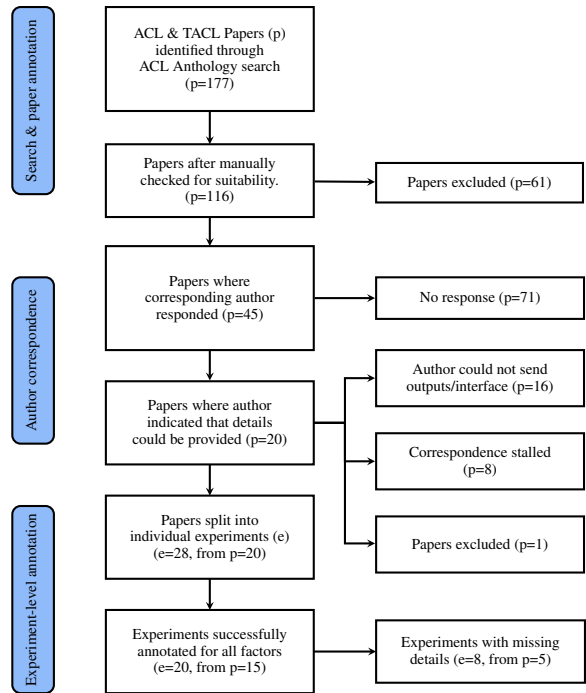 Search & paper annotation
ACL & TACL Papers (p)
identified through
ACL Anthology search
(p=177)
Papers after manually
checked for suitability.
(p=116)
Papers excluded (p=61)
Author correspondence
Papers where
corresponding author
responded (p=45)
No response (p=71)
Papers where author
indicated that details
could be provided (p=20)
Author could not send
outputs/interface (p=16)
Correspondence stalled
(p=8)
Papers excluded (p=1)
Experiment-level annotation
Papers split into
individual experiments (e)
(e=28, from p=20)
Experiments successfully
annotated for all factors
(e=20, from p=15)
Experiments with missing
details (e=8, from p=5)